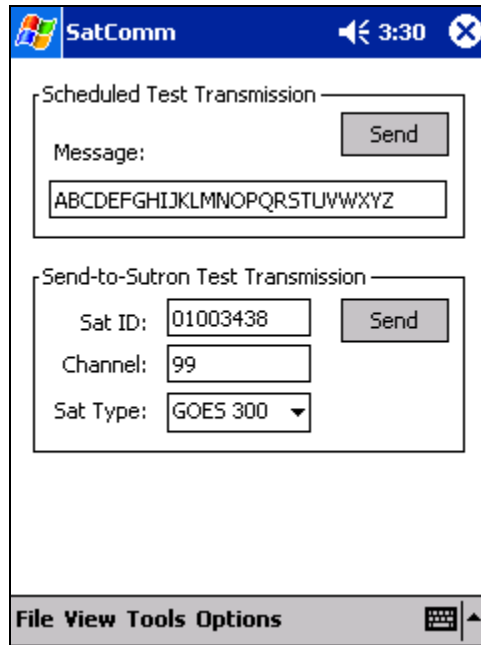 SatComm 3:30
Scheduled Test Transmission
Send
Message:
ABCDEFGHIJKLMNOPQRSTUVWXYZ
Send-to-Sutron Test Transmission
Sat ID: 01003438 Send
Channel: 99
Sat Type: GOES 300
File View Tools Options